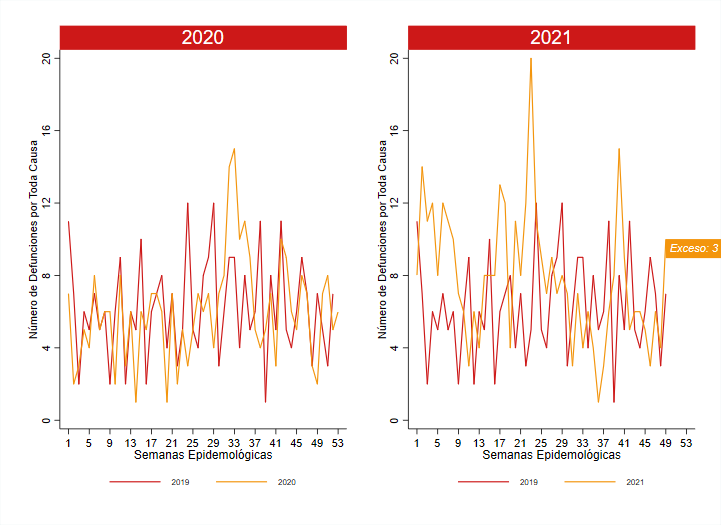 2020
2021
Número de Defunciones por Toda Causa
20
16
12
8
4
0
1 5 9 13 17 21 25 29 33 37 41 45 49 53
Semanas Epidemológicas
2019 2020
Número de Defunciones por Toda Causa
20
16
12
8
4
0
Exceso: 3
1 5 9 13 17 21 25 29 33 37 41 45 49 53
Semanas Epidemológicas
2019 2021